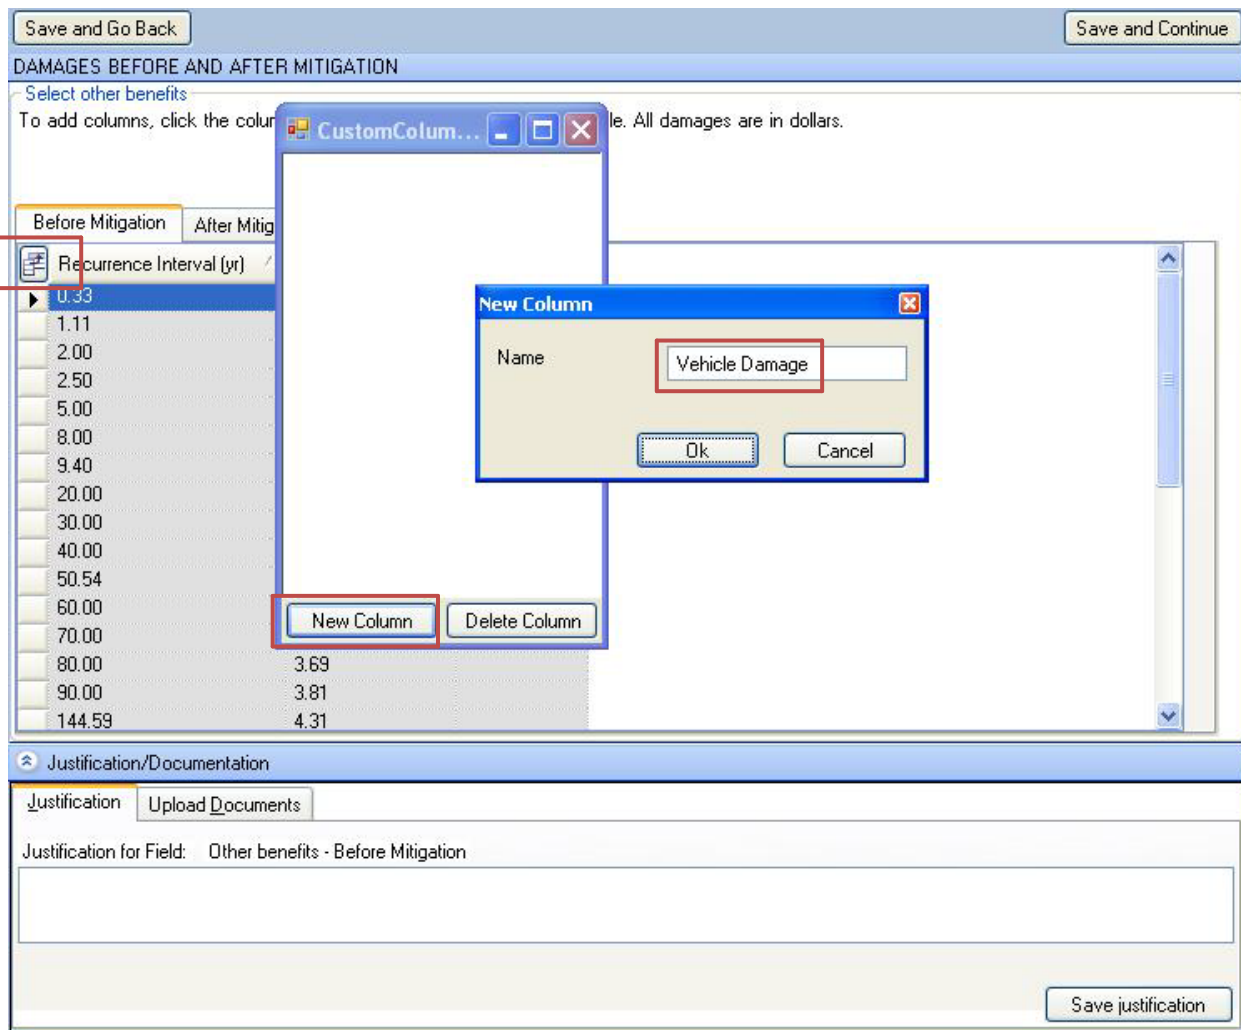 Save and Go Back
Save and Continue
DAMAGES BEFORE AND AFTER MITIGATION
Select other benefits
To add columns, click the colu
le. All damages are in dollars.
CustomColum...
Before Mitigation
After Mitig
Recurrence Interval (yr)
0.33
1.11
2.00
2.50
5.00
8.00
9.40
20.00
30.00
40.00
50.54
60.00
70.00
80.00 3.69
90.00 3.81
144.59 4.31
New Column
Name
Vehicle Damage
Ok
Cancel
New Column
Delete Column
Justification/Documentation
Justification
Upload Documents
Justification for Field: Other benefits - Before Mitigation
Save justification